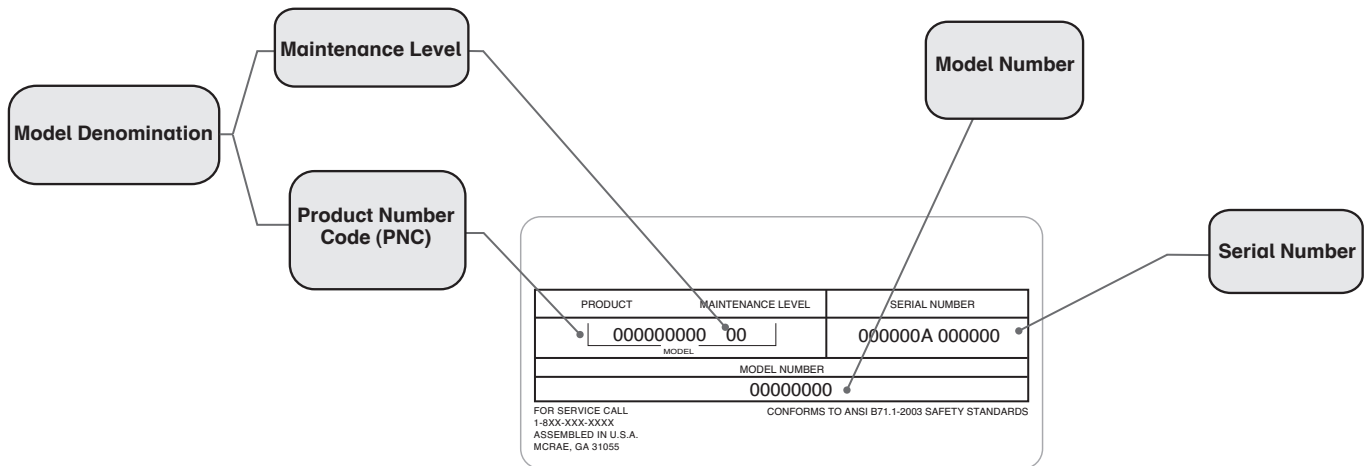 Maintenance Level
Model Number
Model Denomination
Product Number
Code (PNC)
Serial Number
PRODUCT MAINTENANCE LEVEL SERIAL NUMBER
000000000 00 000000A 000000
MODEL
MODEL NUMBER
00000000
FOR SERVICE CALL CONFORMS TO ANSI B71.1-2003 SAFETY STANDARDS
1-8XX-XXX-XXXX
ASSEMBLED IN U.S.A.
MCRAE, GA 31055